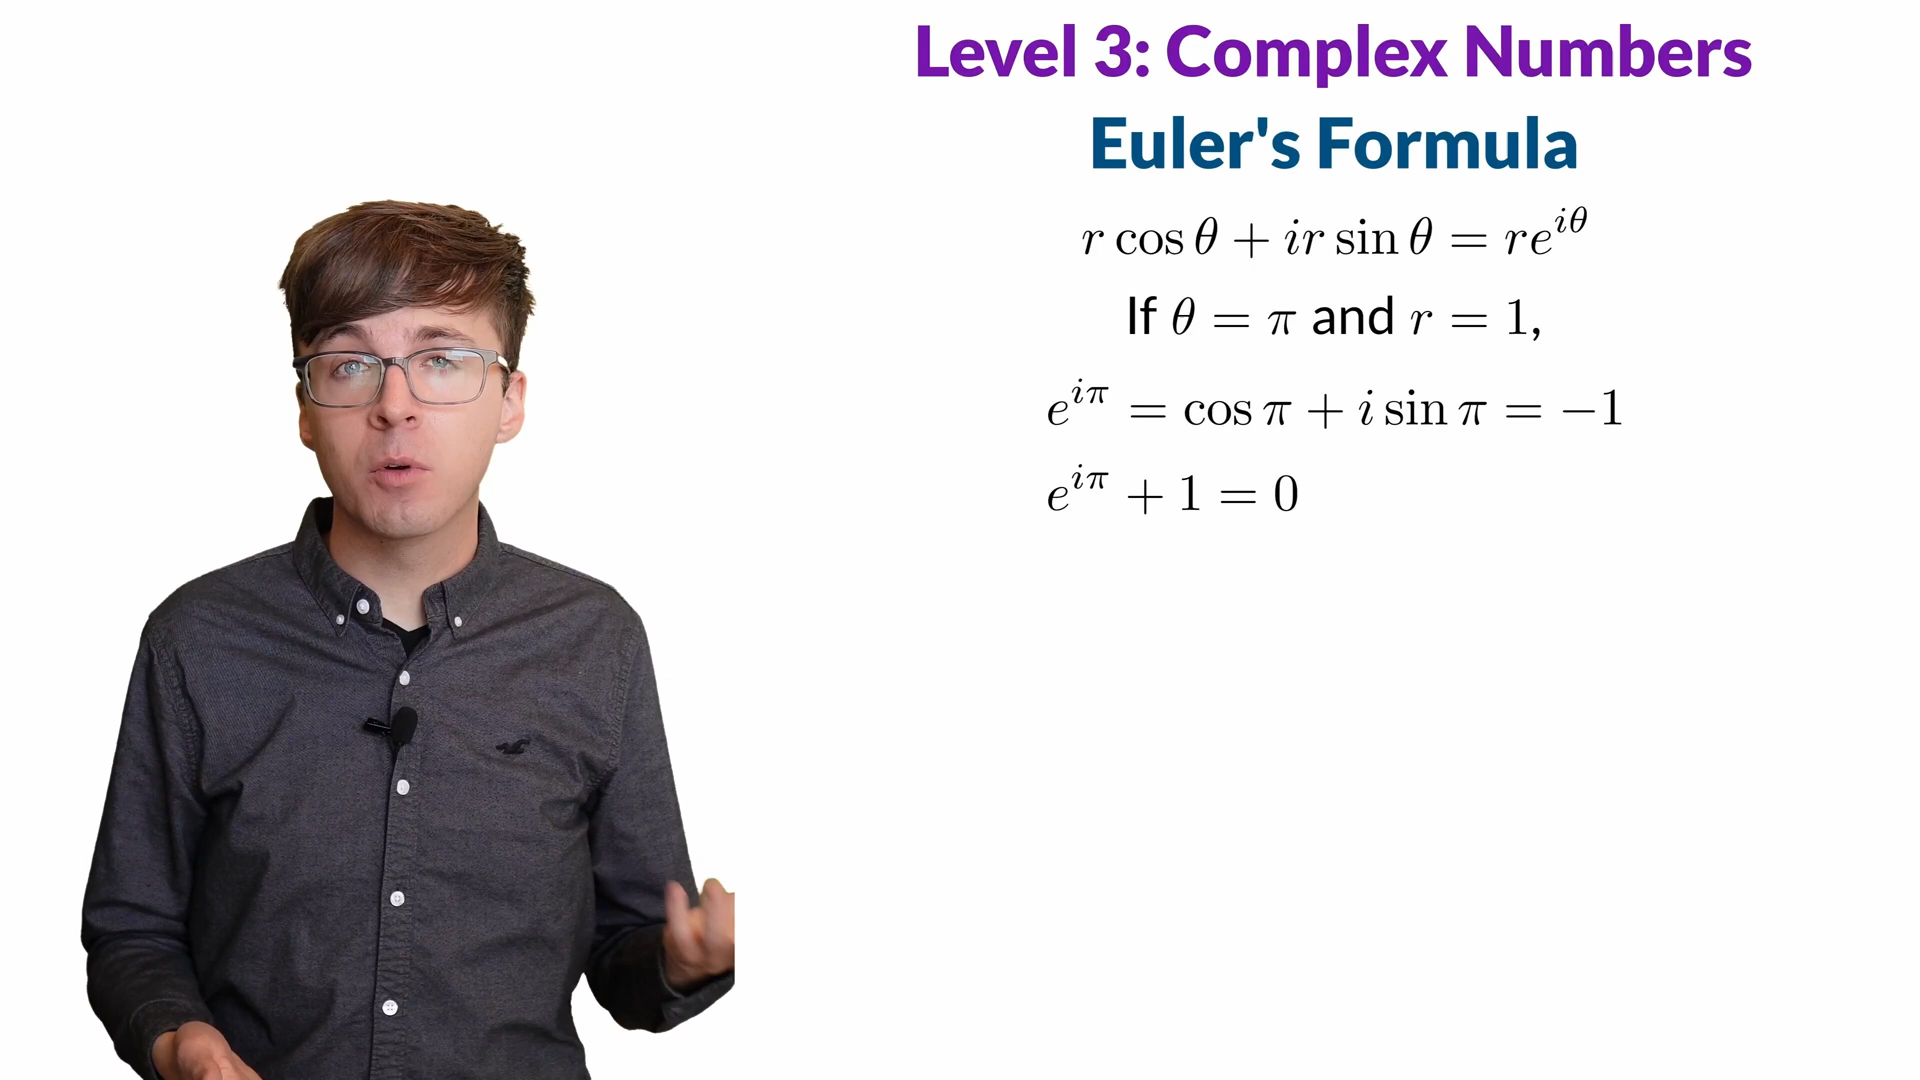 Level 3: Complex Numbers
Euler's Formula
r cos θ + ir sin θ = re^{iθ}
If θ = π and r = 1,
e^{iπ} = cos π + i sin π = −1
e^{iπ} + 1 = 0